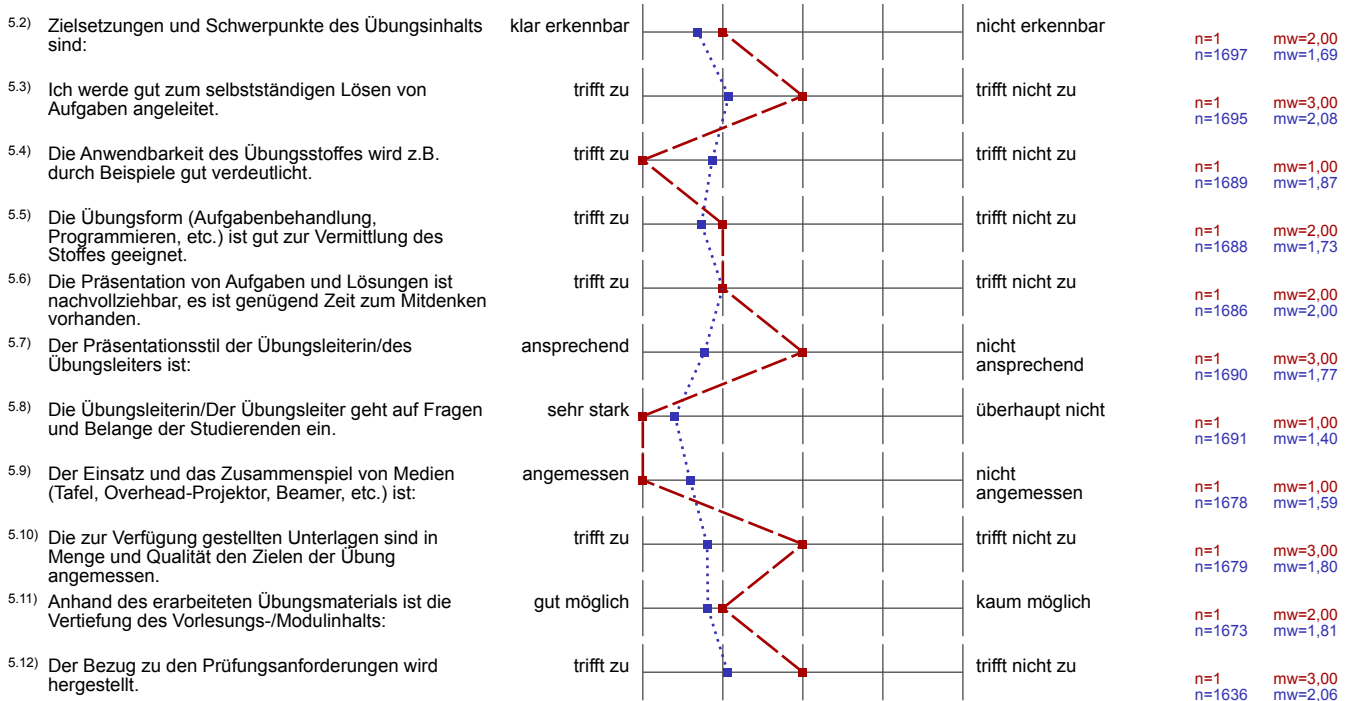 5.2) Zielsetzungen und Schwerpunkte des Übungsinhalts sind:
klar erkennbar
nicht erkennbar
n=1 mw=2,00
n=1697 mw=1,69
5.3) Ich werde gut zum selbstständigen Lösen von
Aufgaben angeleitet.
trifft zu
trifft nicht zu
n=1 mw=3,00
n=1695 mw=2,08
5.4) Die Anwendbarkeit des Übungsstoffes wird z.B.
durch Beispiele gut verdeutlicht.
trifft zu
trifft nicht zu
n=1 mw=1,00
n=1689 mw=1,87
5.5) Die Übungsform (Aufgabenbehandlung,
Programmieren, etc.) ist gut zur Vermittlung des
Stoffes geeignet.
trifft zu
trifft nicht zu
n=1 mw=2,00
n=1688 mw=1,73
5.6) Die Präsentation von Aufgaben und Lösungen ist
nachvollziehbar, es ist genügend Zeit zum Mitdenken
vorhanden.
trifft zu
trifft nicht zu
n=1 mw=2,00
n=1686 mw=2,00
5.7) Der Präsentationsstil der Übungsleiterin/des
Übungsleiters ist:
ansprechend
nicht
ansprechend
n=1 mw=3,00
n=1690 mw=1,77
5.8) Die Übungsleiterin/Der Übungsleiter geht auf Fragen
und Belange der Studierenden ein.
sehr stark
überhaupt nicht
n=1 mw=1,00
n=1691 mw=1,40
5.9) Der Einsatz und das Zusammenspiel von Medien
(Tafel, Overhead-Projektor, Beamer, etc.) ist:
angemessen
nicht
angemessen
n=1 mw=1,00
n=1678 mw=1,59
5.10) Die zur Verfügung gestellten Unterlagen sind in
Menge und Qualität den Zielen der Übung
angemessen.
trifft zu
trifft nicht zu
n=1 mw=3,00
n=1679 mw=1,80
5.11) Anhand des erarbeiteten Übungsmaterials ist die
Vertiefung des Vorlesungs-/Modulinhalts:
gut möglich
kaum möglich
n=1 mw=2,00
n=1673 mw=1,81
5.12) Der Bezug zu den Prüfungsanforderungen wird
hergestellt.
trifft zu
trifft nicht zu
n=1 mw=3,00
n=1636 mw=2,06